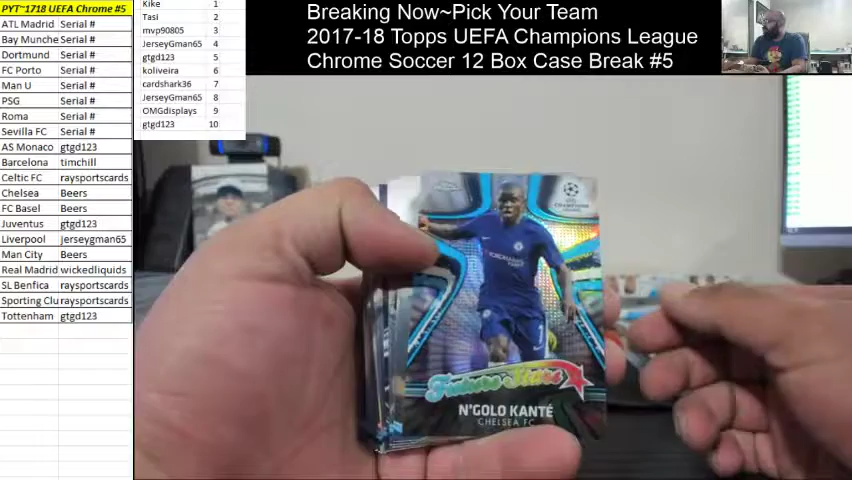 PYT~1718 UEFA Chrome #5
ATL Madrid Serial #
Bay Munche Serial #
Dortmund Serial #
FC Porto Serial #
Man U Serial #
PSG Serial #
Roma Serial #
Sevilla FC Serial #
AS Monaco gtgd123
Barcelona timchill
Celtic FC raysportscards
Chelsea Beers
FC Basel Beers
Juventus gtgd123
Liverpool jerseygman65
Man City Beers
Real Madrid wickedliquids
SL Benfica raysportscards
Sporting Clu raysportscards
Tottenham gtgd123
Kike 1
Tasi 2
mvp90805 3
JerseyGman65 4
gtgd123 5
koliveira 6
cardshark36 7
JerseyGman65 8
OMGdisplays 9
gtgd123 10
Breaking Now~Pick Your Team
2017-18 Topps UEFA Champions League
Chrome Soccer 12 Box Case Break #5
Future Stars
N'GOLO KANTÉ
CHELSEA FC